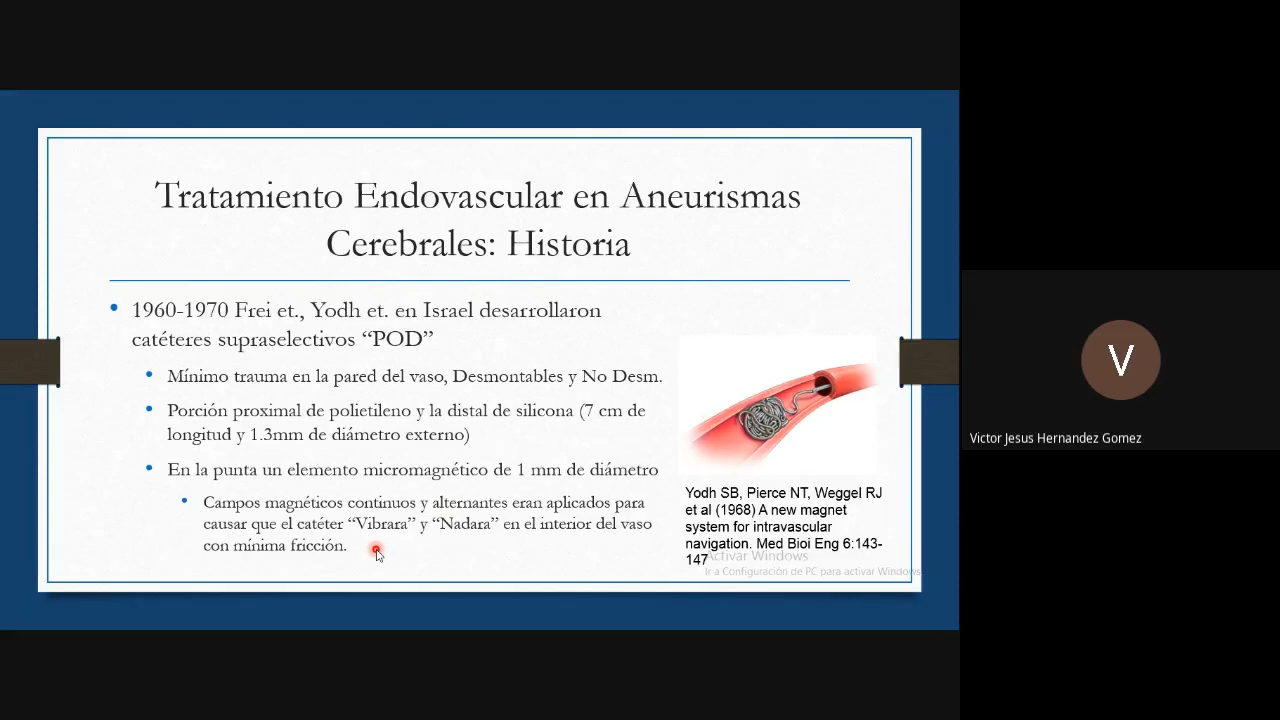 Tratamiento Endovascular en Aneurismas
Cerebrales: Historia
1960-1970 Frei et., Yodh et. en Israel desarrollaron
catéteres supraselectivos “POD”
Mínimo trauma en la pared del vaso, Desmontables y No Desm.
Porción proximal de polietileno y la distal de silicona (7 cm de
longitud y 1.3mm de diámetro externo)
En la punta un elemento micromagnético de 1 mm de diámetro
Campos magnéticos continuos y alternantes eran aplicados para
causar que el catéter “Vibrara” y “Nadara” en el interior del vaso
con mínima fricción.
Yodh SB, Pierce NT, Weggel RJ
et al (1968) A new magnet
system for intravascular
navigation. Med Bioi Eng 6:143-
147
Activar Windows
Ir a Configuración de PC para activar Windows
V
Victor Jesus Hernandez Gomez